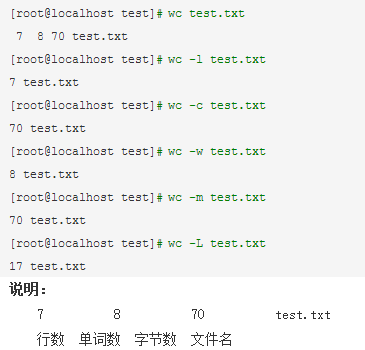 [root@localhost test]# wc test.txt
7 8 70 test.txt
[root@localhost test]# wc -l test.txt
7 test.txt
[root@localhost test]# wc -c test.txt
70 test.txt
[root@localhost test]# wc -w test.txt
8 test.txt
[root@localhost test]# wc -m test.txt
70 test.txt
[root@localhost test]# wc -L test.txt
17 test.txt
说明：
7 8 70 test.txt
行数 单词数 字节数 文件名